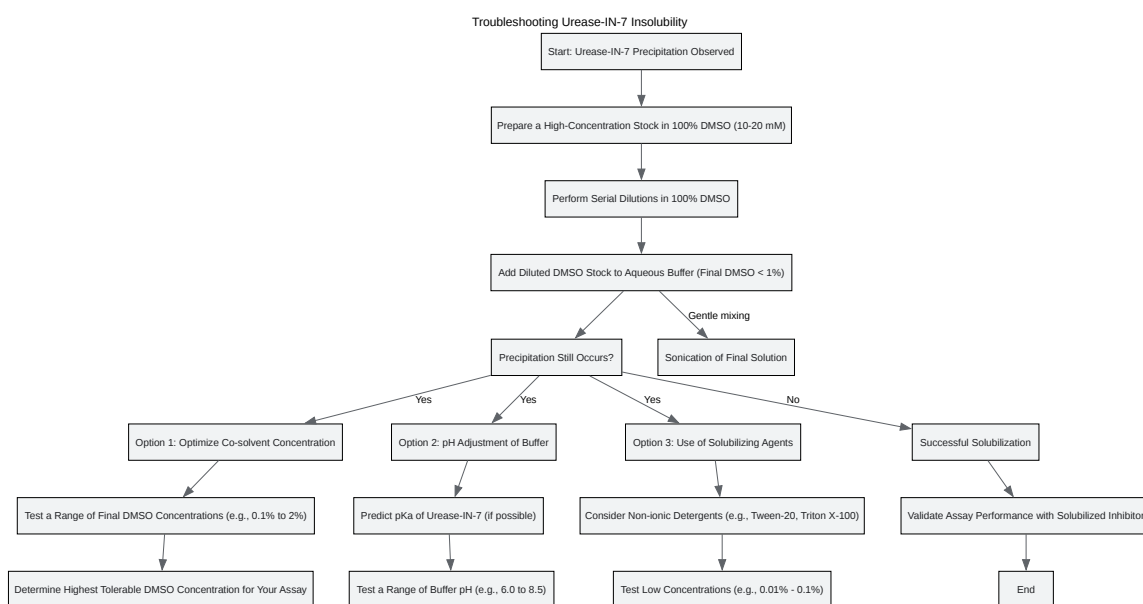 Troubleshooting Urease-IN-7 Insolubility
Start: Urease-IN-7 Precipitation Observed
Prepare a High-Concentration Stock in 100% DMSO (10-20 mM)
Perform Serial Dilutions in 100% DMSO
Add Diluted DMSO Stock to Aqueous Buffer (Final DMSO < 1%)
Gentle mixing
Precipitation Still Occurs?
Sonication of Final Solution
Yes
Yes
Yes
No
Option 1: Optimize Co-solvent Concentration
Option 2: pH Adjustment of Buffer
Option 3: Use of Solubilizing Agents
Successful Solubilization
Test a Range of Final DMSO Concentrations (e.g., 0.1% to 2%)
Predict pKa of Urease-IN-7 (if possible)
Consider Non-ionic Detergents (e.g., Tween-20, Triton X-100)
Validate Assay Performance with Solubilized Inhibitor
Determine Highest Tolerable DMSO Concentration for Your Assay
Test a Range of Buffer pH (e.g., 6.0 to 8.5)
Test Low Concentrations (e.g., 0.01% - 0.1%)
End